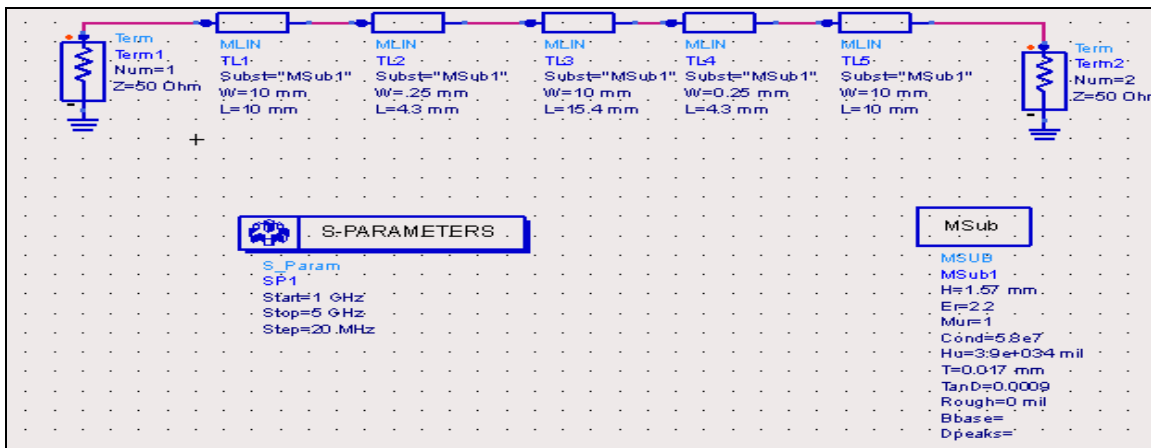 Term
Term1
Num=1
Z=50 Ohm
MLIN
TL1
Subst="MSub1"
W=10 mm
L=10 mm
MLIN
TL2
Subst="MSub1"
W=.25 mm
L=4.3 mm
MLIN
TL3
Subst="MSub1"
W=10 mm
L=15.4 mm
MLIN
TL4
Subst="MSub1"
W=0.25 mm
L=4.3 mm
MLIN
TL5
Subst="MSub1"
W=10 mm
L=10 mm
Term
Term2
Num=2
Z=50 Ohm
S-PARAMETERS
S_Param
SP1
Start=1 GHz
Stop=5 GHz
Step=20 MHz
MSub
MSUB
MSub1
H=1.57 mm
Er=2.2
Mur=1
Cond=5.8e7
Hu=3.9e+034 mil
T=0.017 mm
TanD=0.0009
Rough=0 mil
Bbase=
Dpeaks=